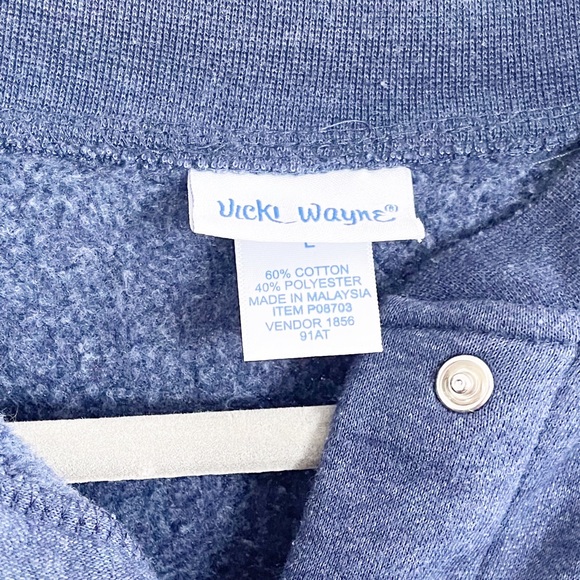 Vicki Wayne®
L
60% COTTON
40% POLYESTER
MADE IN MALAYSIA
ITEM P08703
VENDOR 1856
91AT